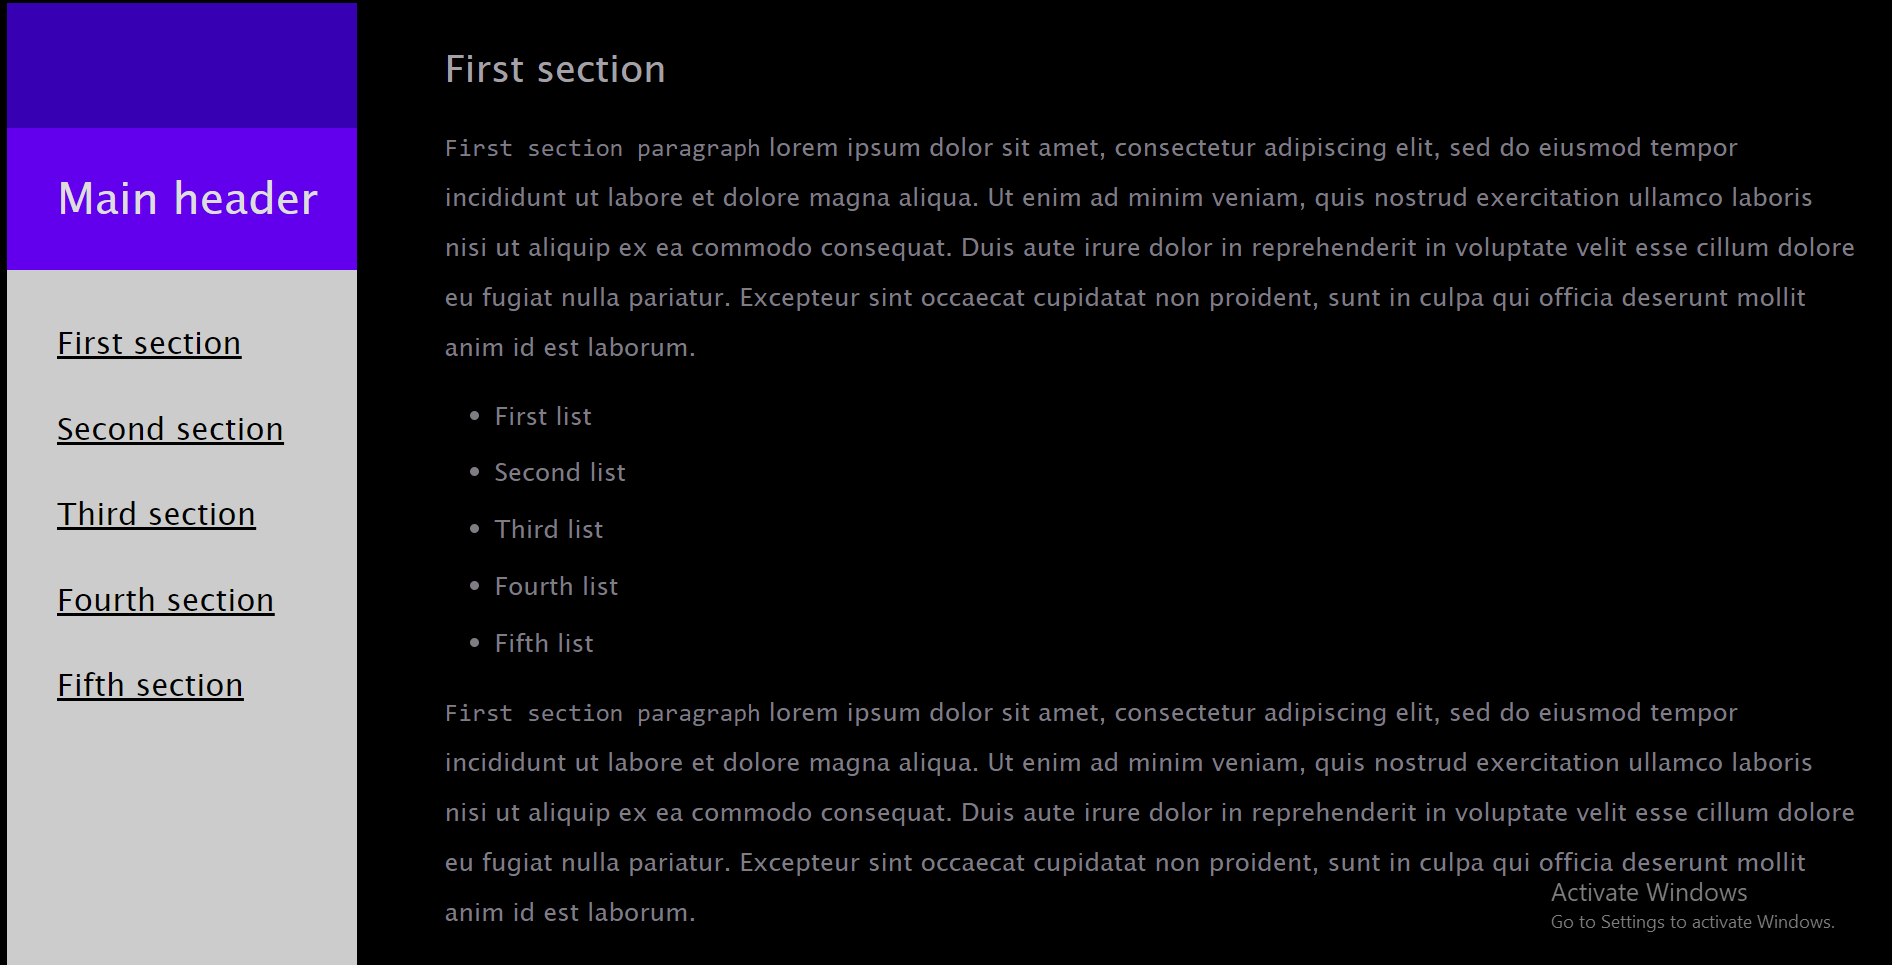 Main header
First section
Second section
Third section
Fourth section
Fifth section
First section
First section paragraph lorem ipsum dolor sit amet, consectetur adipiscing elit, sed do eiusmod tempor
incididunt ut labore et dolore magna aliqua. Ut enim ad minim veniam, quis nostrud exercitation ullamco laboris
nisi ut aliquip ex ea commodo consequat. Duis aute irure dolor in reprehenderit in voluptate velit esse cillum dolore
eu fugiat nulla pariatur. Excepteur sint occaecat cupidatat non proident, sunt in culpa qui officia deserunt mollit
anim id est laborum.
• First list
• Second list
• Third list
• Fourth list
• Fifth list
First section paragraph lorem ipsum dolor sit amet, consectetur adipiscing elit, sed do eiusmod tempor
incididunt ut labore et dolore magna aliqua. Ut enim ad minim veniam, quis nostrud exercitation ullamco laboris
nisi ut aliquip ex ea commodo consequat. Duis aute irure dolor in reprehenderit in voluptate velit esse cillum dolore
eu fugiat nulla pariatur. Excepteur sint occaecat cupidatat non proident, sunt in culpa qui officia deserunt mollit
anim id est laborum.
Activate Windows
Go to Settings to activate Windows.